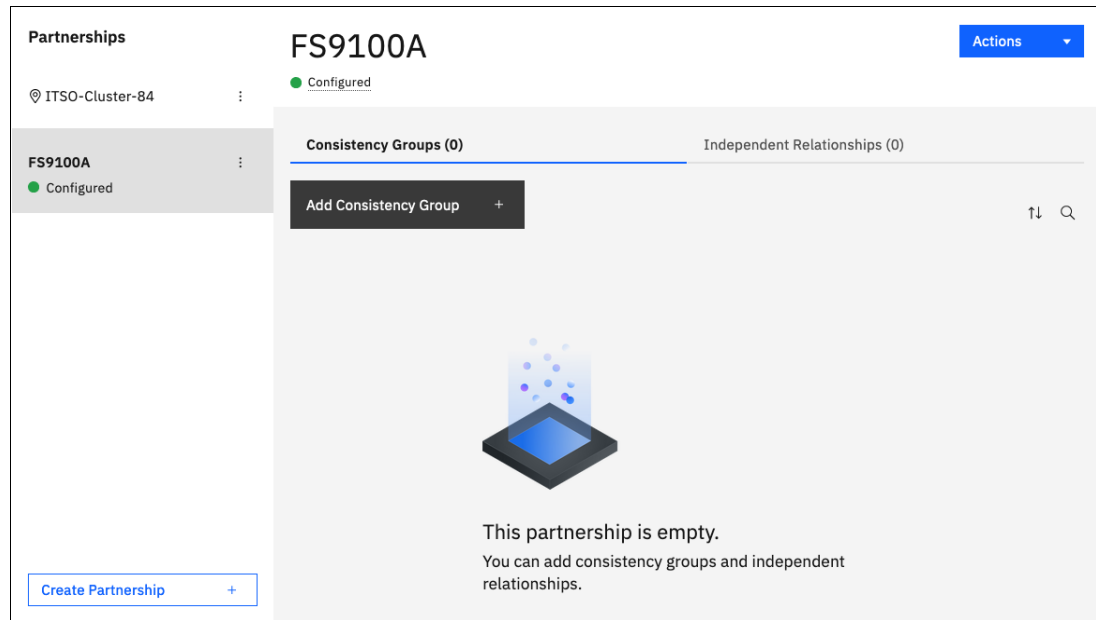 Partnerships
ITSO-Cluster-84
FS9100A
Configured
Create Partnership +
FS9100A
Configured
Actions
Consistency Groups (0)
Independent Relationships (0)
Add Consistency Group +
This partnership is empty.
You can add consistency groups and independent
relationships.